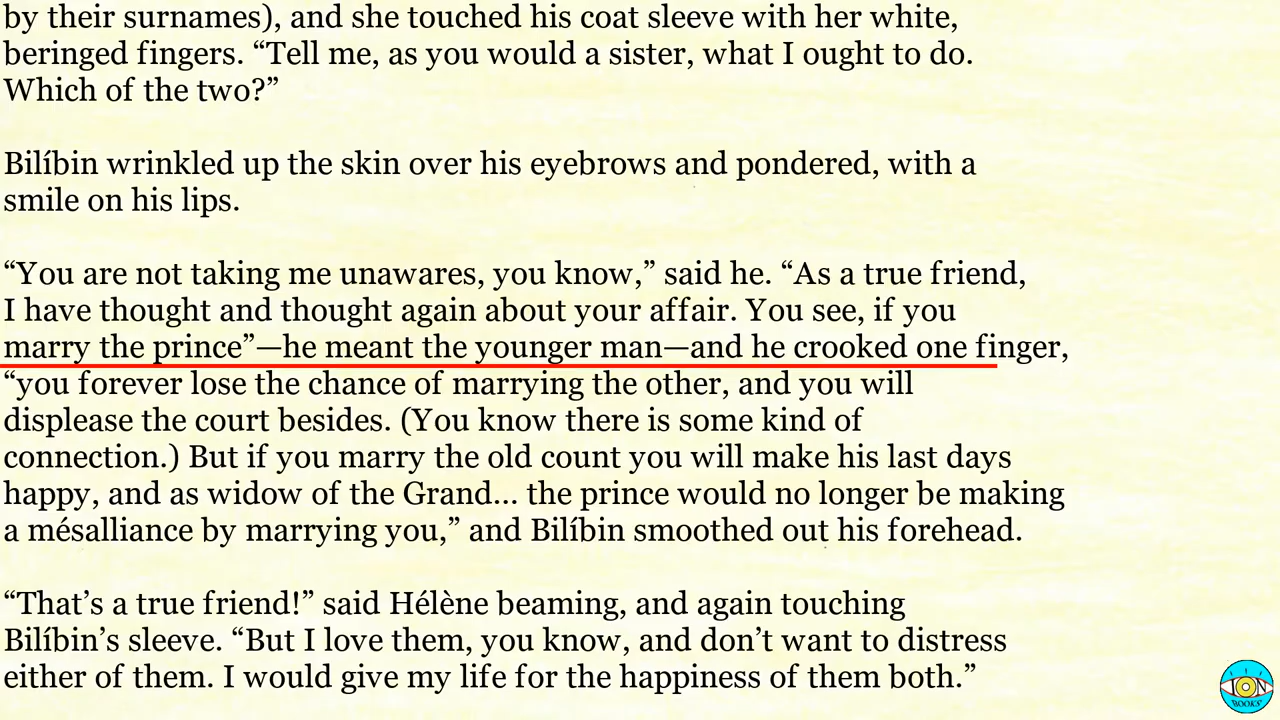 by their surnames), and she touched his coat sleeve with her white,
beringed fingers. “Tell me, as you would a sister, what I ought to do.
Which of the two?”
Bilíbin wrinkled up the skin over his eyebrows and pondered, with a
smile on his lips.
“You are not taking me unawares, you know,” said he. “As a true friend,
I have thought and thought again about your affair. You see, if you
marry the prince”—he meant the younger man—and he crooked one finger,
“you forever lose the chance of marrying the other, and you will
displease the court besides. (You know there is some kind of
connection.) But if you marry the old count you will make his last days
happy, and as widow of the Grand... the prince would no longer be making
a mésalliance by marrying you,” and Bilíbin smoothed out his forehead.
“That’s a true friend!” said Hélène beaming, and again touching
Bilíbin’s sleeve. “But I love them, you know, and don’t want to distress
either of them. I would give my life for the happiness of them both.”
ION
BOOKS